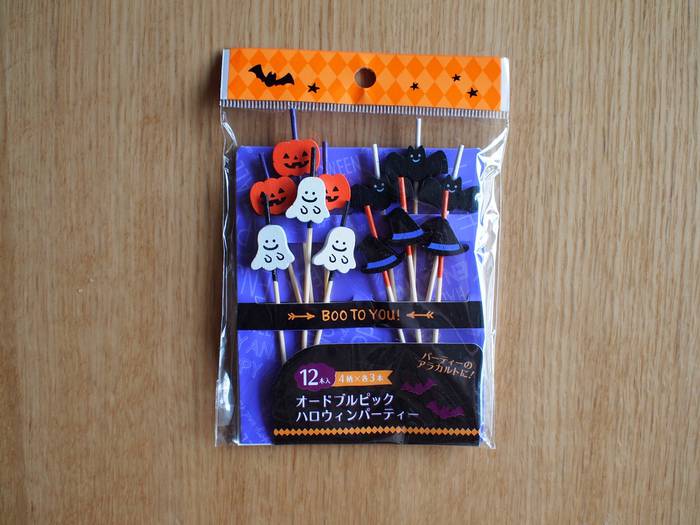 BOO TO YOU!
パーティーの
アラカルトに!
12本入 4柄×各3本
オードブルピック
ハロウィンパーティー